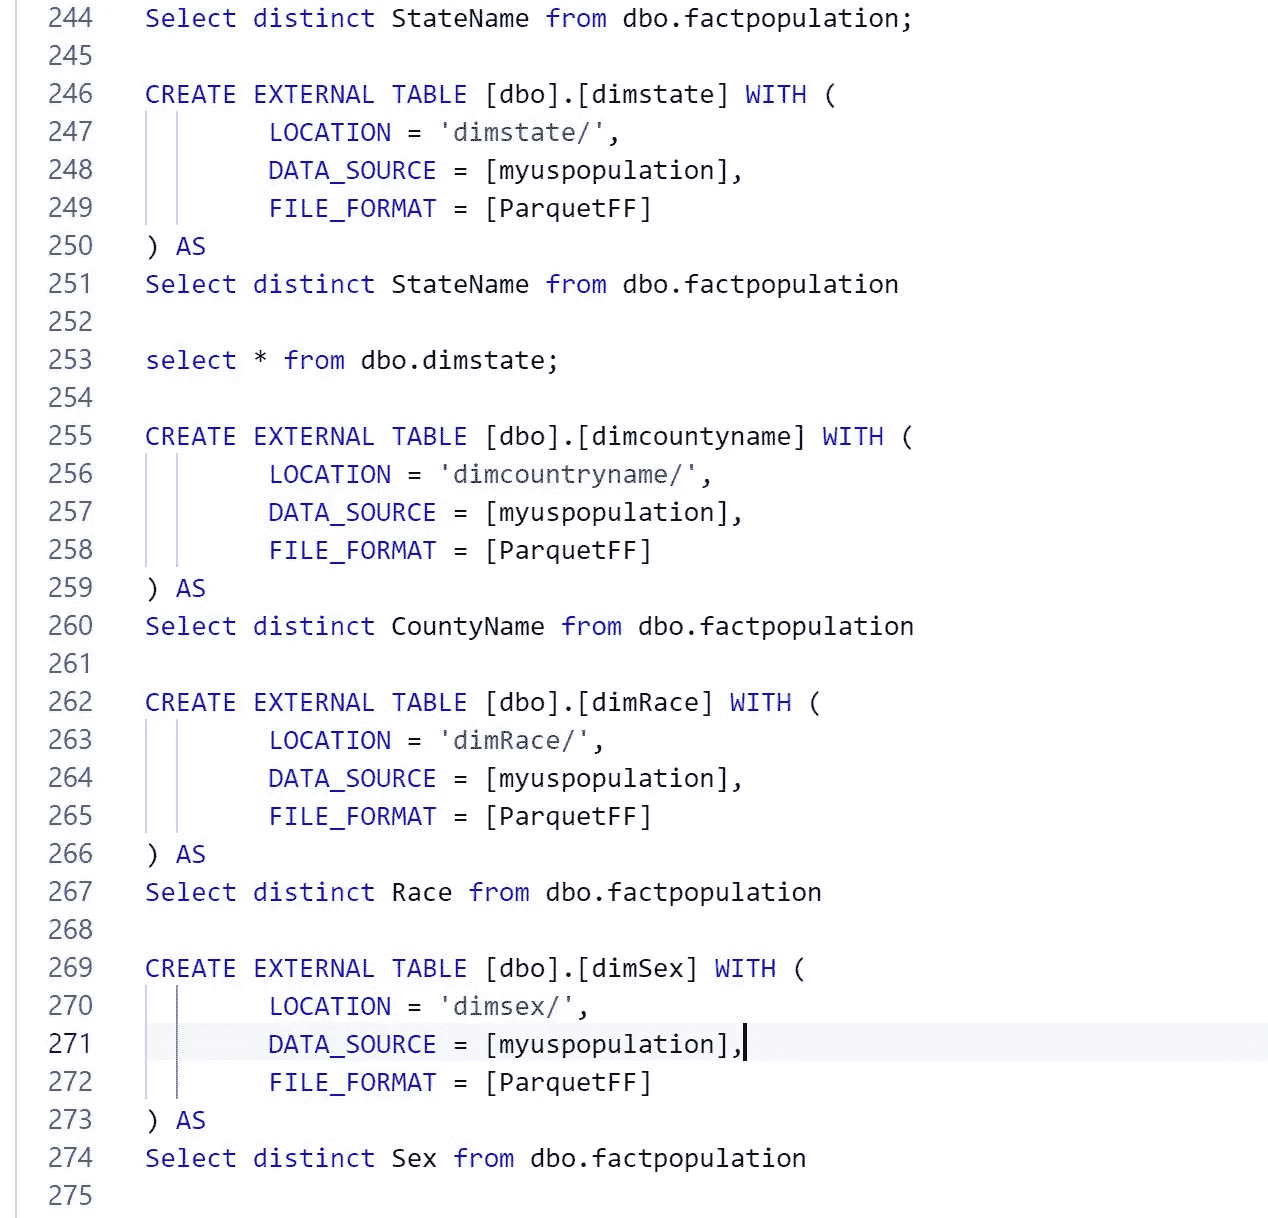 244 Select distinct StateName from dbo.factpopulation;
245
246 CREATE EXTERNAL TABLE [dbo].[dimstate] WITH (
247 LOCATION = 'dimstate/',
248 DATA_SOURCE = [myuspopulation],
249 FILE_FORMAT = [ParquetFF]
250 ) AS
251 Select distinct StateName from dbo.factpopulation
252
253 select * from dbo.dimstate;
254
255 CREATE EXTERNAL TABLE [dbo].[dimcountyname] WITH (
256 LOCATION = 'dimcountryname/',
257 DATA_SOURCE = [myuspopulation],
258 FILE_FORMAT = [ParquetFF]
259 ) AS
260 Select distinct CountyName from dbo.factpopulation
261
262 CREATE EXTERNAL TABLE [dbo].[dimRace] WITH (
263 LOCATION = 'dimRace/',
264 DATA_SOURCE = [myuspopulation],
265 FILE_FORMAT = [ParquetFF]
266 ) AS
267 Select distinct Race from dbo.factpopulation
268
269 CREATE EXTERNAL TABLE [dbo].[dimSex] WITH (
270 LOCATION = 'dimsex/',
271 DATA_SOURCE = [myuspopulation],
272 FILE_FORMAT = [ParquetFF]
273 ) AS
274 Select distinct Sex from dbo.factpopulation
275